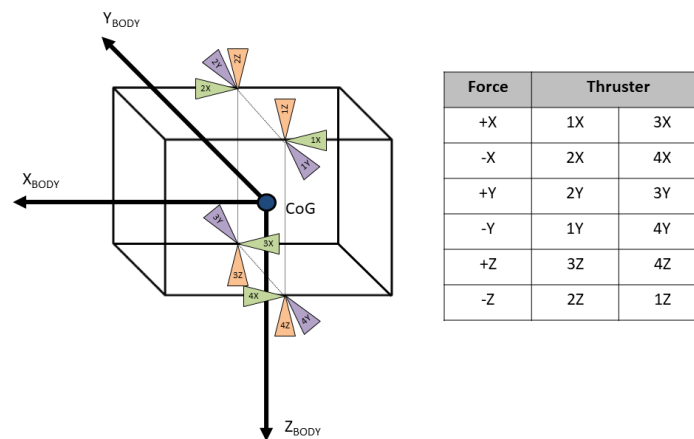 Y_BODY
2Y
2Z
2X
1Z
1X
1Y
X_BODY
CoG
3Y
3X
3Z
4X
4Z
4Y
Z_BODY
Force Thruster
+X 1X 3X
-X 2X 4X
+Y 2Y 3Y
-Y 1Y 4Y
+Z 3Z 4Z
-Z 2Z 1Z